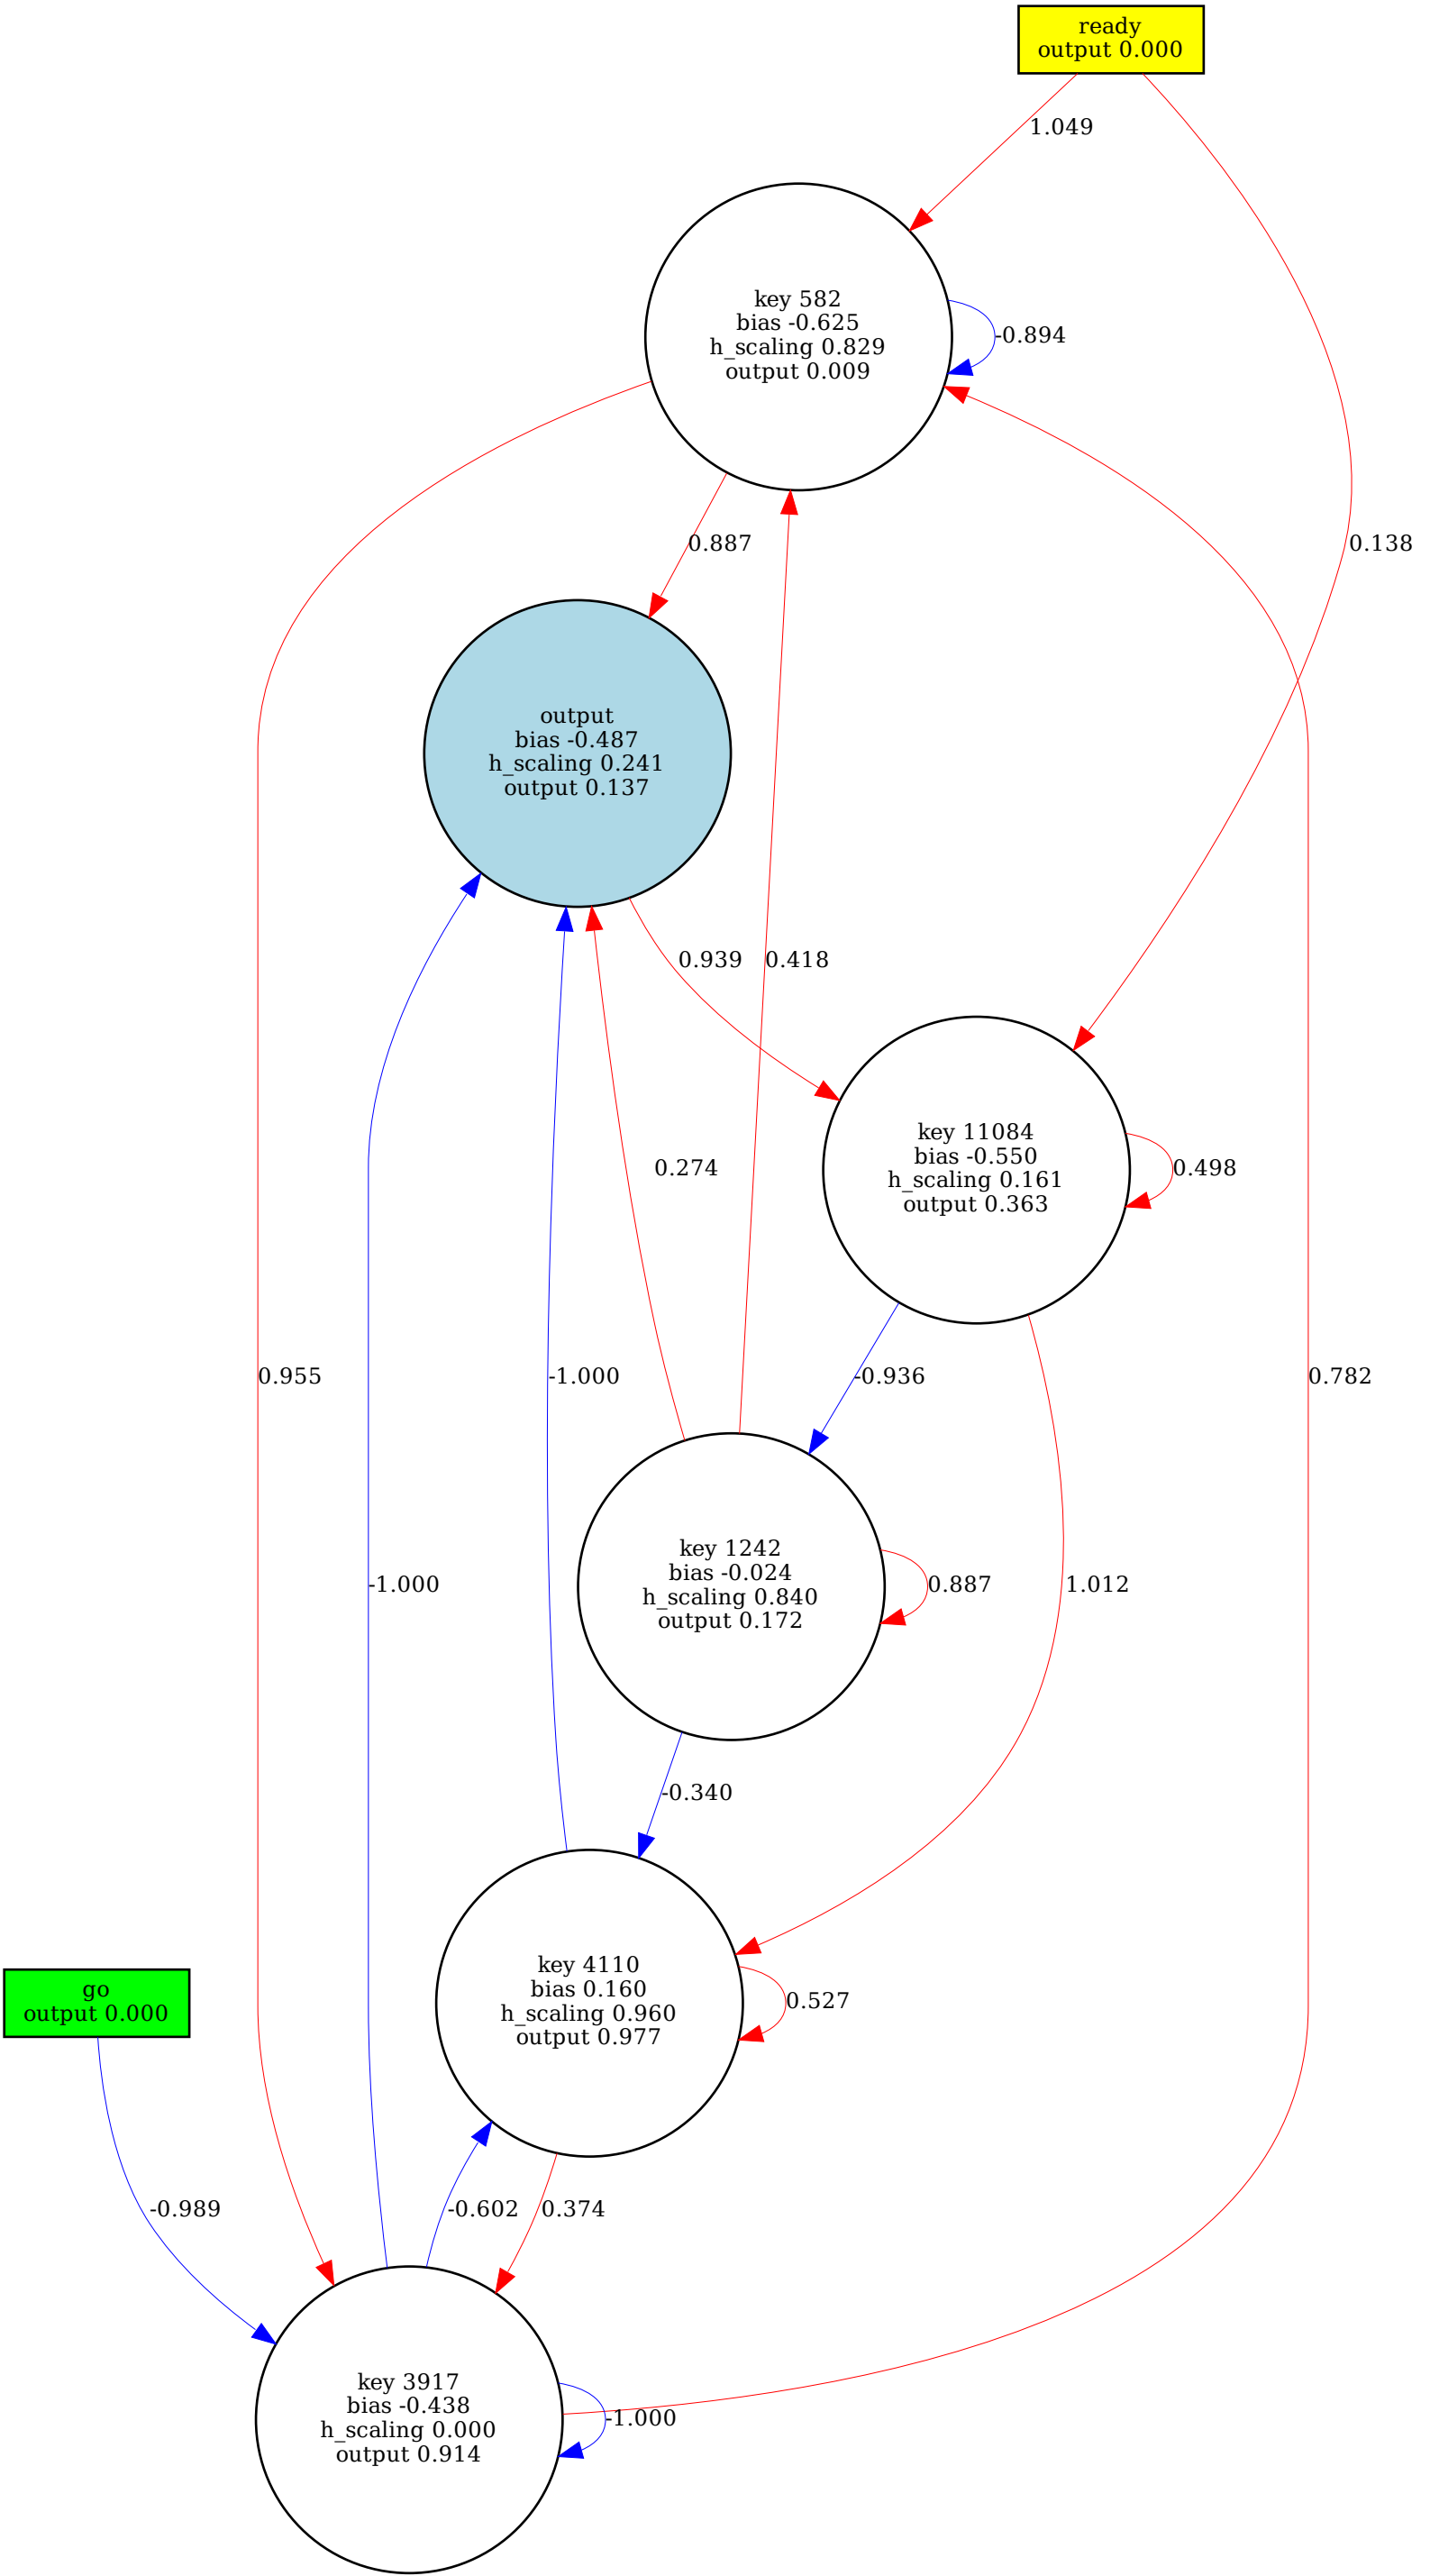 ready
output 0.000
1.049
key 582
bias -0.625
h_scaling 0.829
output 0.009
-0.894
0.887
0.138
output
bias -0.487
h_scaling 0.241
output 0.137
0.939
0.418
key 11084
bias -0.550
h_scaling 0.161
output 0.363
0.498
0.274
0.955
-1.000
-0.936
0.782
key 1242
bias -0.024
h_scaling 0.840
output 0.172
0.887
-1.000
1.012
-0.340
go
output 0.000
key 4110
bias 0.160
h_scaling 0.960
output 0.977
0.527
-0.989
-0.602
0.374
key 3917
bias -0.438
h_scaling 0.000
output 0.914
-1.000